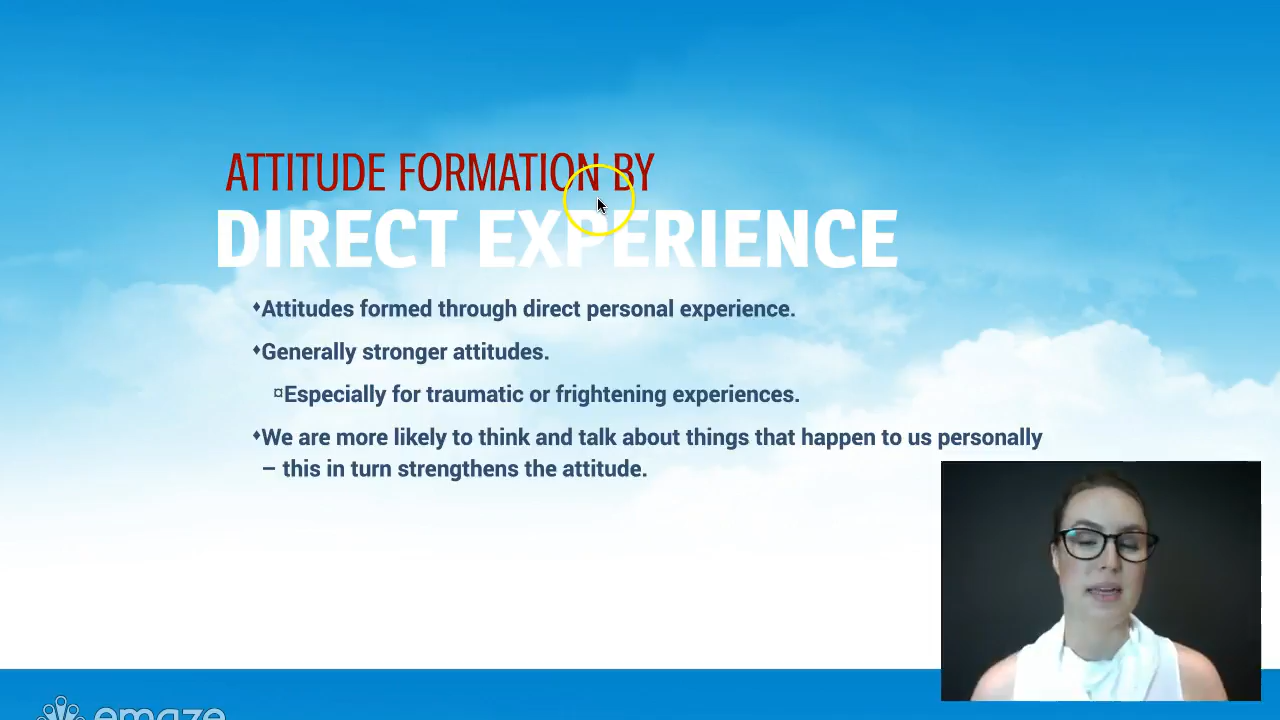 ATTITUDE FORMATION BY
DIRECT EXPERIENCE
♦Attitudes formed through direct personal experience.
♦Generally stronger attitudes.
¤Especially for traumatic or frightening experiences.
♦We are more likely to think and talk about things that happen to us personally
– this in turn strengthens the attitude.
emaze